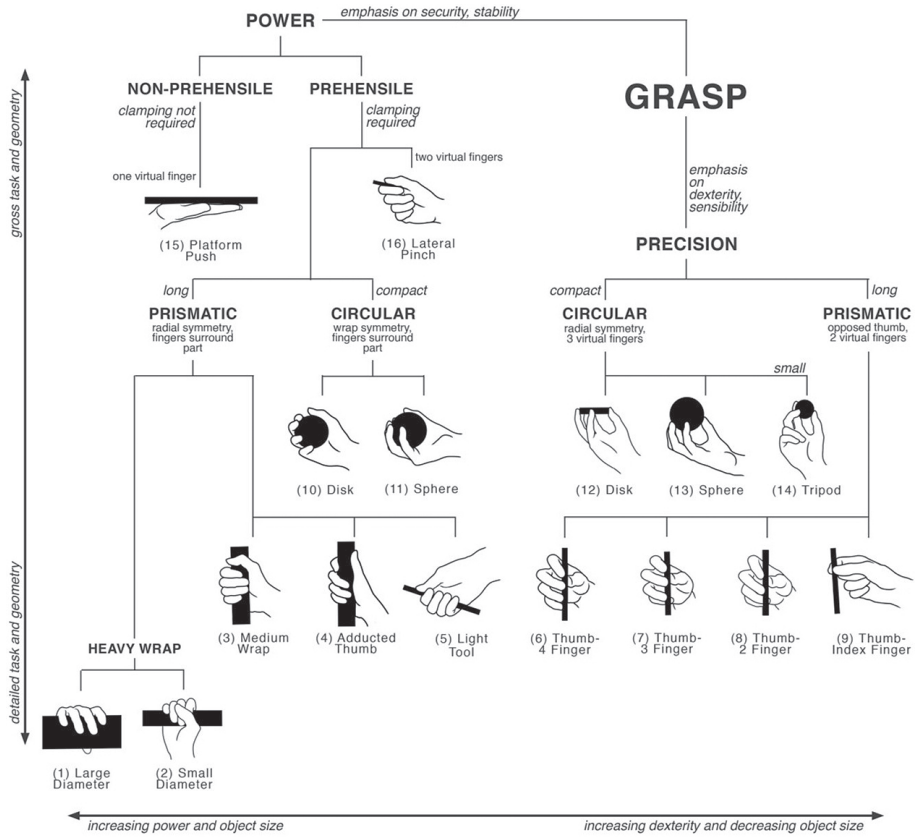 emphasis on security, stability
POWER
NON-PREHENSILE
PREHENSILE
GRASP
clamping not
required
clamping
required
two virtual fingers
one virtual finger
emphasis
on
dexterity,
sensibility
(15) Platform
Push
(16) Lateral
Pinch
PRECISION
long
compact
compact
long
PRISMATIC
radial symmetry,
fingers surround
part
CIRCULAR
wrap symmetry,
fingers surround
part
CIRCULAR
radial symmetry,
3 virtual fingers
PRISMATIC
opposed thumb,
2 virtual fingers
small
(10) Disk
(11) Sphere
(12) Disk
(13) Sphere
(14) Tripod
(3) Medium
Wrap
(4) Adducted
Thumb
(5) Light
Tool
(6) Thumb-
4 Finger
(7) Thumb-
3 Finger
(8) Thumb-
2 Finger
(9) Thumb-
Index Finger
HEAVY WRAP
(1) Large
Diameter
(2) Small
Diameter
gross task and geometry
detailed task and geometry
increasing power and object size
increasing dexterity and decreasing object size